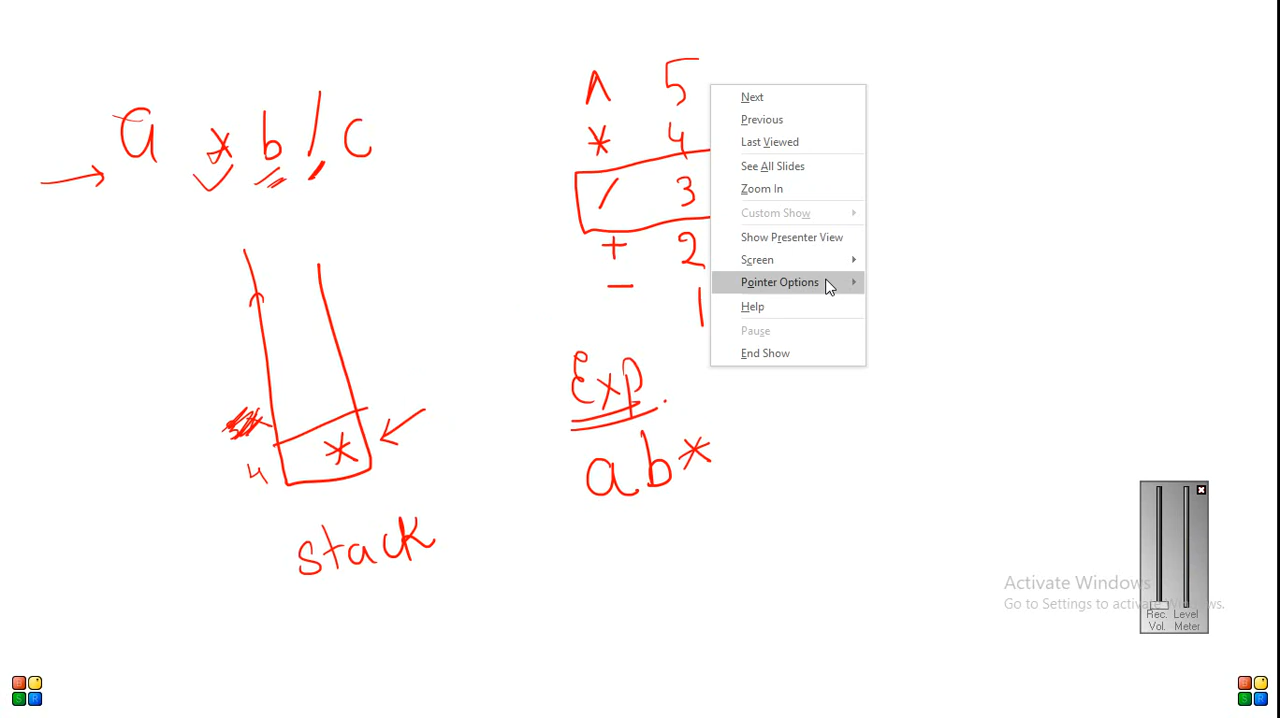 a * b / c
^ 5
* 4
/ 3
+ 2
- 1
Next
Previous
Last Viewed
See All Slides
Zoom In
Custom Show
Show Presenter View
Screen
Pointer Options
Help
Pause
End Show
Exp.
ab*
*
4
stack
Activate Windows
Go to Settings to activate Windows.
Rec. Level
Vol. Meter
S R
S R